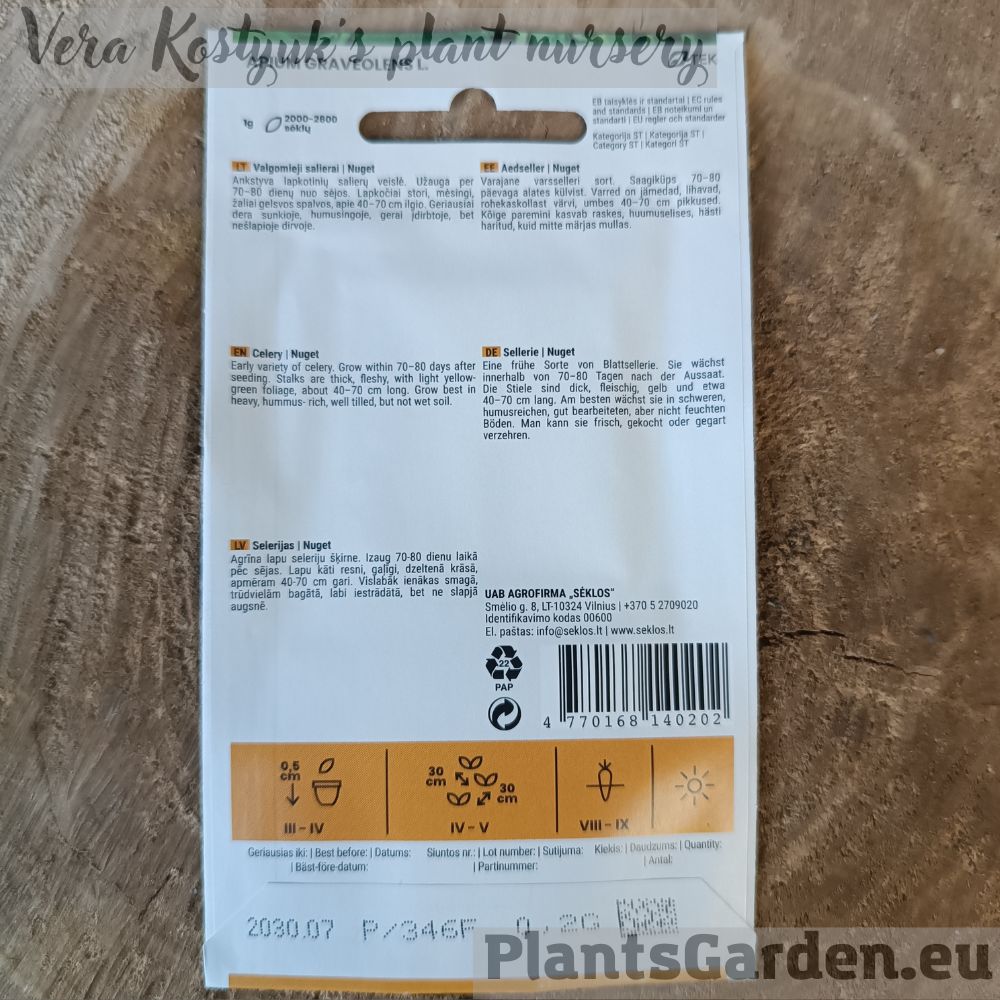 Vera Kostyuk's plant nursery
APIUM GRAVEOLENS L.
1g 2000-2800
sėklų
EB taisyklės ir standartai | EC rules
and standards | EB noteikumi un
standarti | EU regler och standarder
Kategorija ST | Kategorija ST |
Category ST | Kategori ST
LT Valgomieji salierai | Nuget
Ankstyva lapkotinių salierų veislė. Užauga per
70-80 dienų nuo sėjos. Lapkočiai stori, mėsingi,
žaliai gelsvos spalvos, apie 40-70 cm ilgio. Geriausiai
dera sunkioje, humusingoje, gerai įdirbtoje, bet
nešlapioje dirvoje.
EE Aedseller | Nuget
Varajane varsselleri sort. Saagiküps 70-80
päevaga alates külvist. Varred on jämedad, lihavad,
rohekaskollast värvi, umbes 40-70 cm pikkused.
Kõige paremini kasvab raskes, huumuselises, hästi
haritud, kuid mitte märjas mullas.
EN Celery | Nuget
Early variety of celery. Grow within 70-80 days after
seeding. Stalks are thick, fleshy, with light yellow-
green foliage, about 40-70 cm long. Grow best in
heavy, hummus- rich, well tilled, but not wet soil.
DE Sellerie | Nuget
Eine frühe Sorte von Blattsellerie. Sie wächst
innerhalb von 70-80 Tagen nach der Aussaat.
Die Stiele sind dick, fleischig, gelb und etwa
40-70 cm lang. Am besten wächst sie in schweren,
humusreichen, gut bearbeiteten, aber nicht feuchten
Böden. Man kann sie frisch, gekocht oder gegart
verzehren.
LV Selerijas | Nuget
Agrīna lapu seleriju šķirne. Izaug 70-80 dienu laikā
pēc sējas. Lapu kāti resni, gaļīgi, dzeltenā krāsā,
apmēram 40-70 cm gari. Vislabāk ienākas smagā,
trūdvielām bagātā, labi iestrādātā, bet ne slapjā
augsnē.
UAB AGROFIRMA „SĖKLOS"
Smėlio g. 8, LT-10324 Vilnius | +370 5 2709020
Identifikavimo kodas 00600
El. paštas: info@seklos.lt | www.seklos.lt
22
PAP
4 770168 140202
0,5
cm
III - IV
30
cm
30
cm
IV - V
VIII - IX
Geriausias iki: | Best before: | Datums:
| Bäst-före-datum:
Siuntos nr.: | Lot number: | Sutijuma:
| Partinummer:
Kiekis: | Daudzums: | Quantity:
| Antal:
2030.07 P/346F 0,2G
PlantsGarden.eu